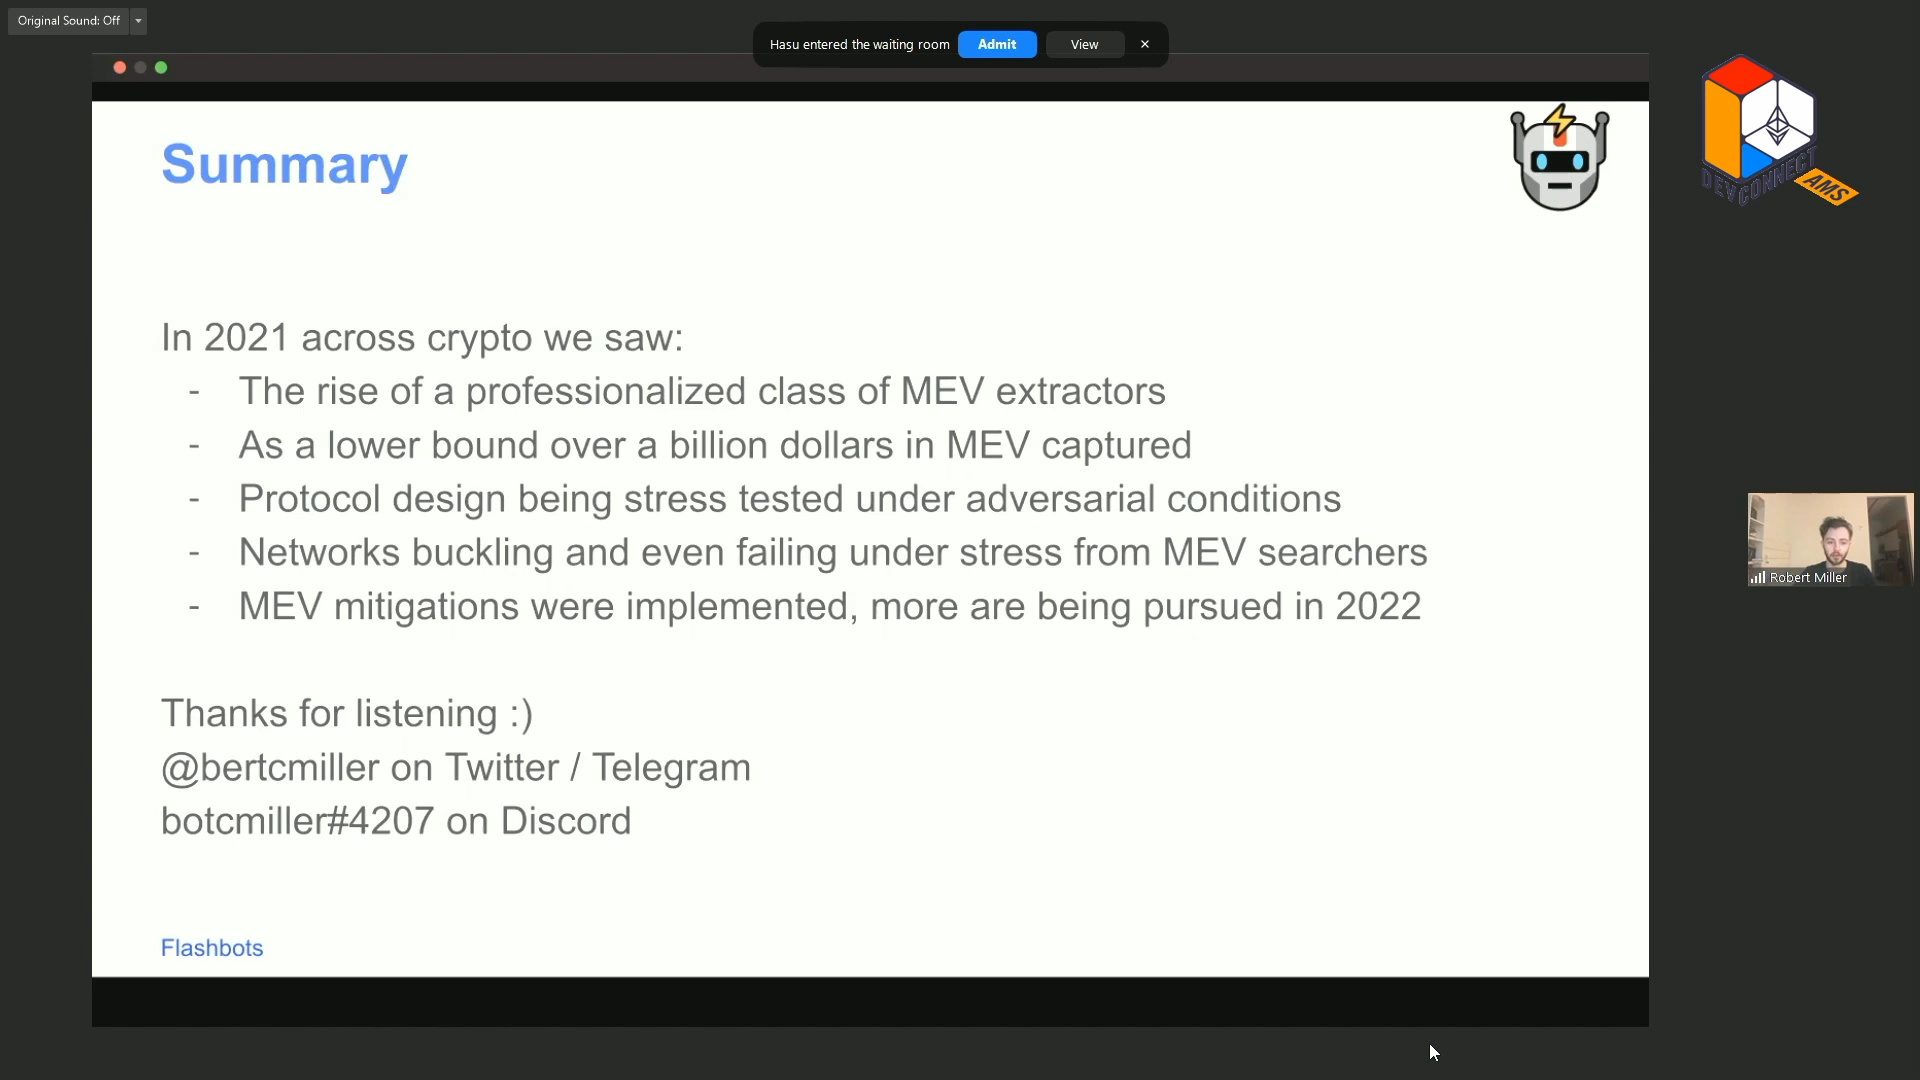 Original Sound: Off
Hasu entered the waiting room Admit View
Summary
In 2021 across crypto we saw:
- The rise of a professionalized class of MEV extractors
- As a lower bound over a billion dollars in MEV captured
- Protocol design being stress tested under adversarial conditions
- Networks buckling and even failing under stress from MEV searchers
- MEV mitigations were implemented, more are being pursued in 2022
Thanks for listening :)
@bertcmiller on Twitter / Telegram
botcmiller#4207 on Discord
Flashbots
DEVCONNECT
AMS
Robert Miller